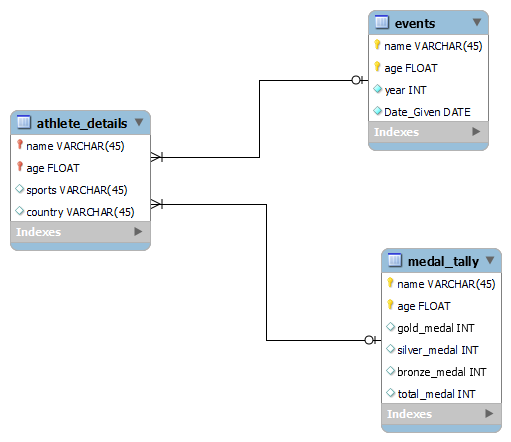 events
name VARCHAR(45)
age FLOAT
year INT
Date_Given DATE
Indexes
athlete_details
name VARCHAR(45)
age FLOAT
sports VARCHAR(45)
country VARCHAR(45)
Indexes
medal_tally
name VARCHAR(45)
age FLOAT
gold_medal INT
silver_medal INT
bronze_medal INT
total_medal INT
Indexes